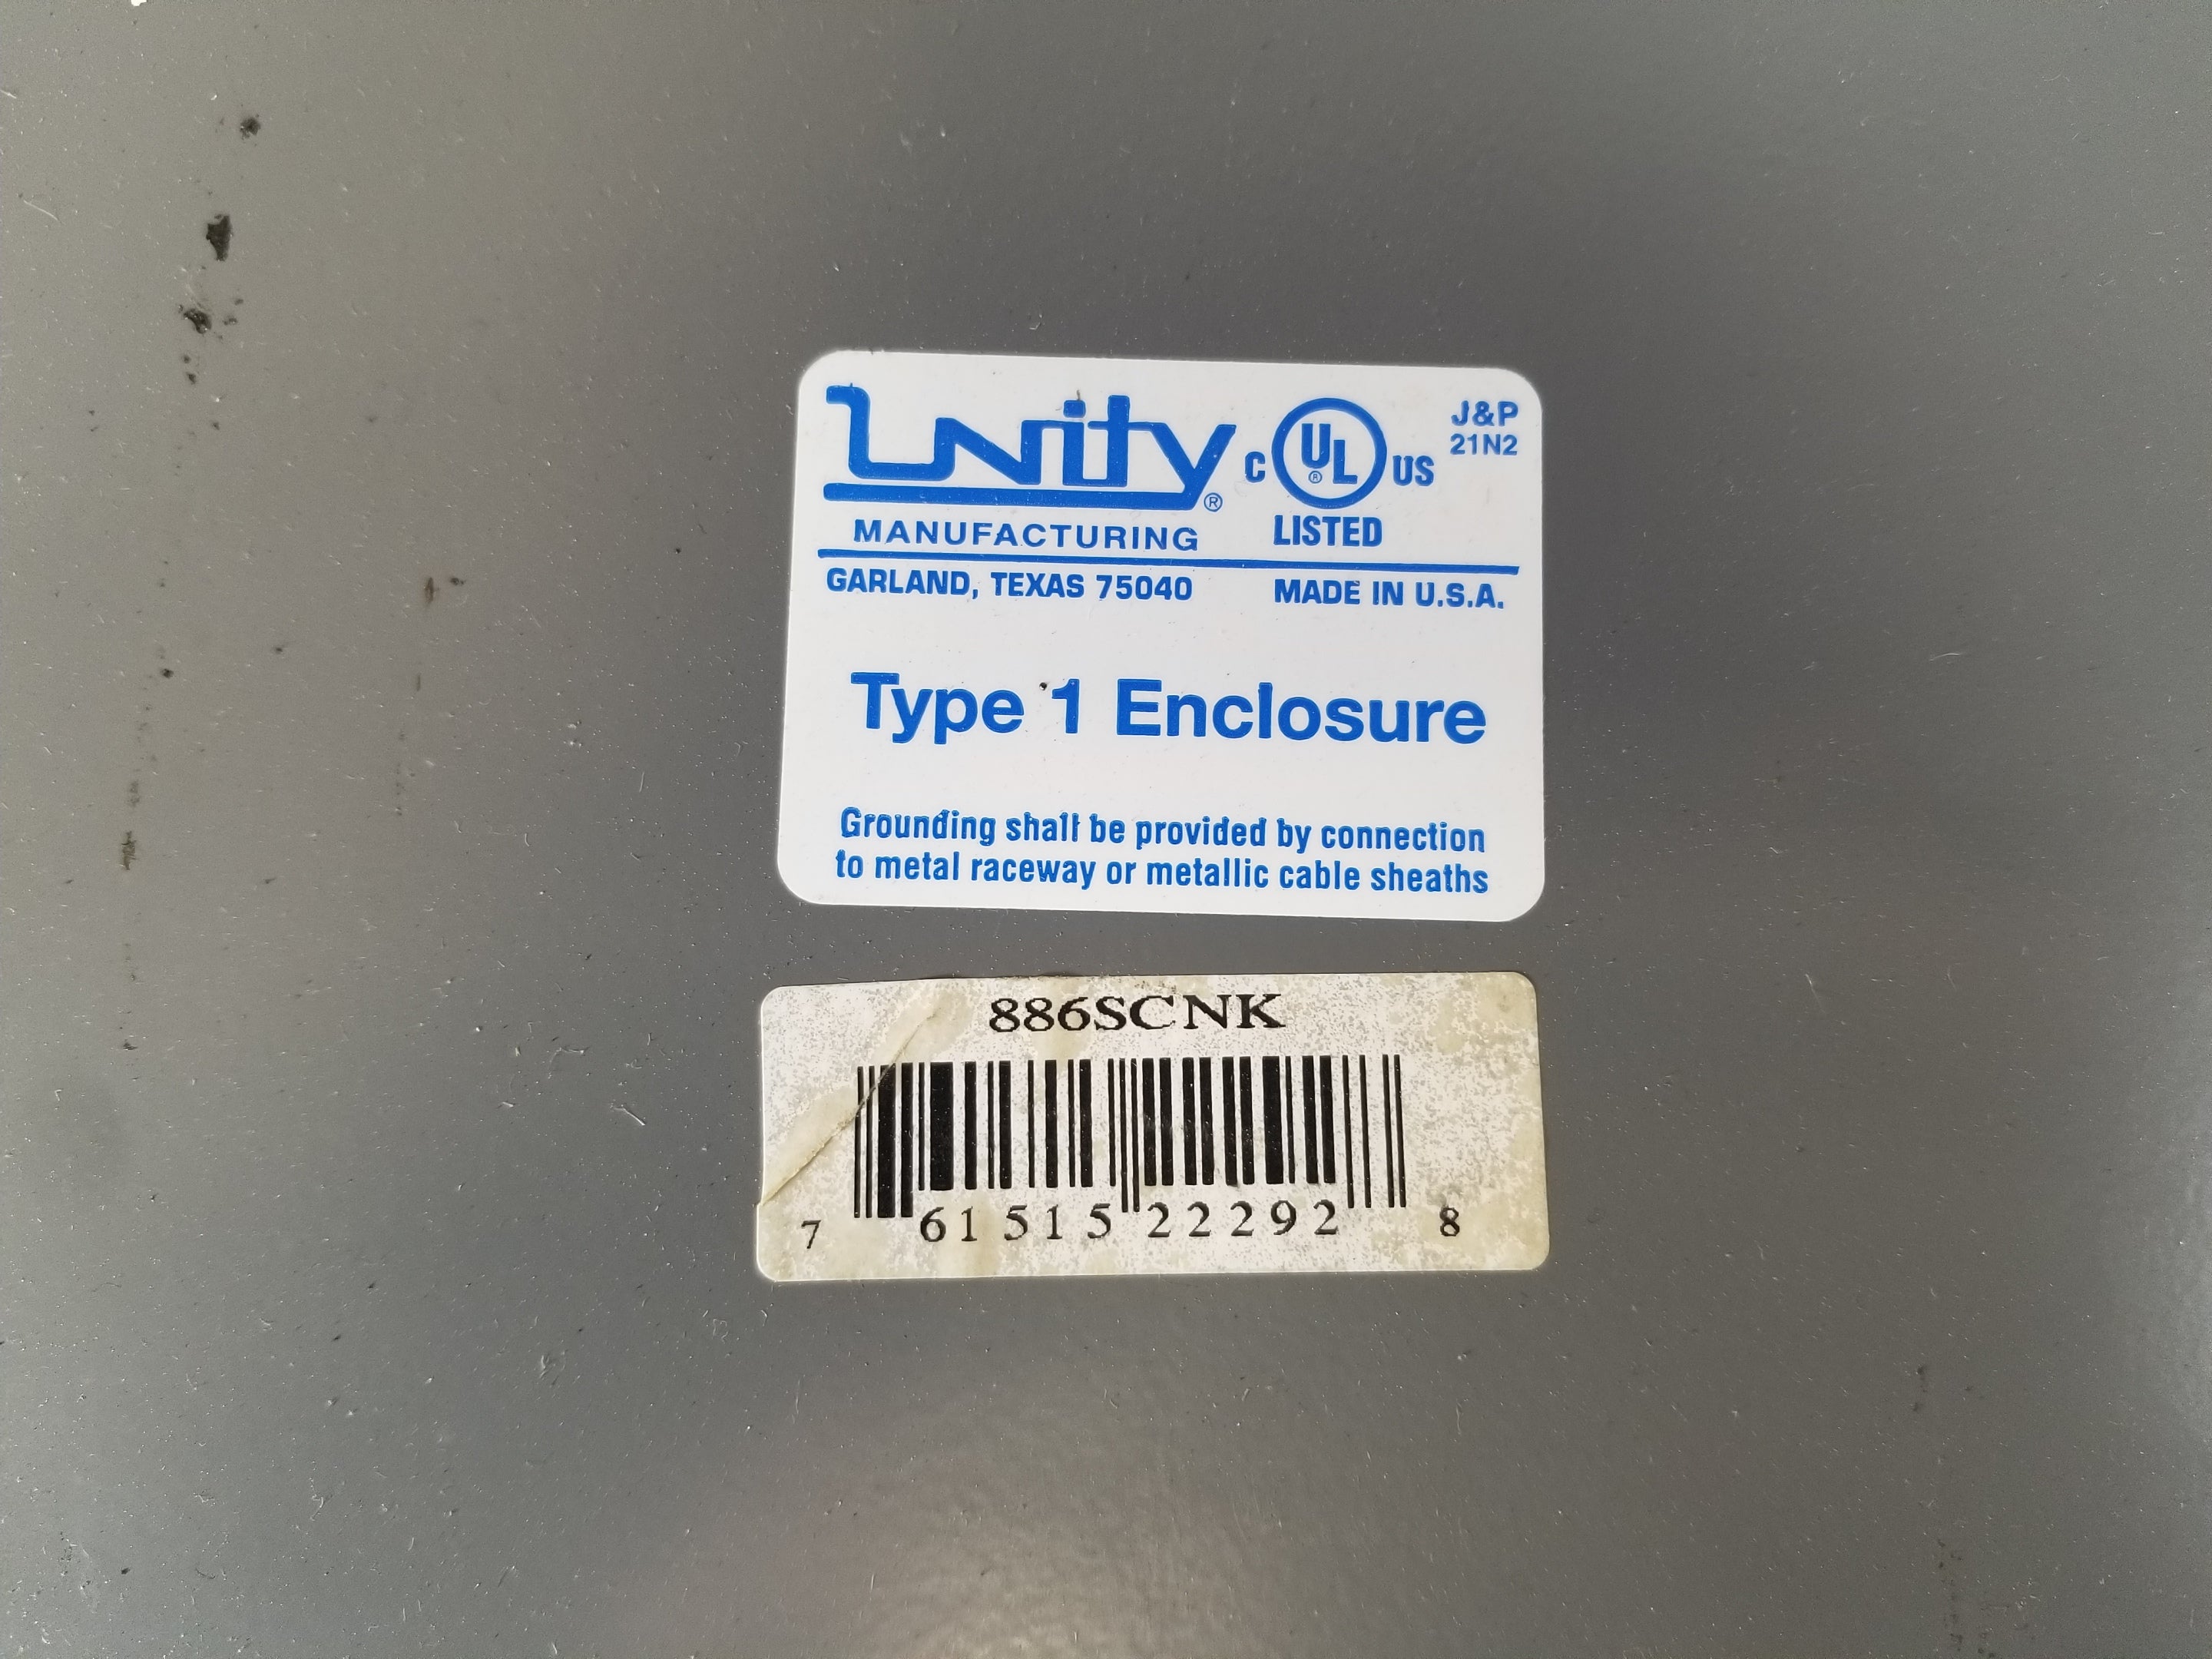 Unity®
C UL® US
LISTED
J&P
21N2
MANUFACTURING
GARLAND, TEXAS 75040
MADE IN U.S.A.
Type 1 Enclosure
Grounding shall be provided by connection
to metal raceway or metallic cable sheaths
886SCNK
7 61515 22292 8